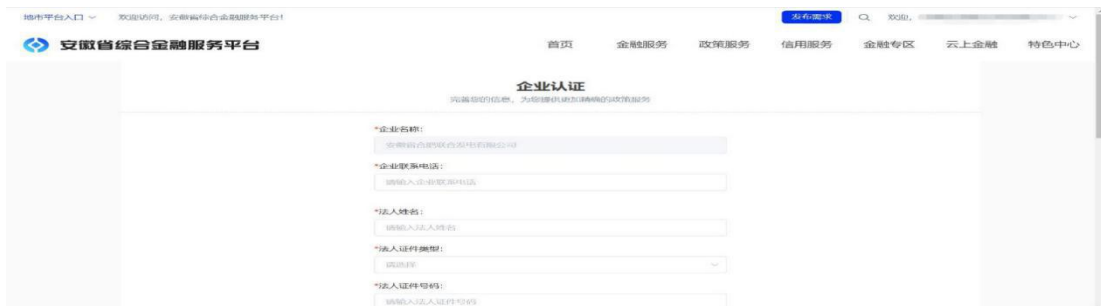 地市平台入口
欢迎访问，安徽省综合金融服务平台！
发布需求
欢迎，
安徽省综合金融服务平台
首页 金融服务 政策服务 信用服务 金融专区 云上金融 特色中心
企业认证
完善您的信息，为您提供更加精确的政策服务
*企业名称：
*企业联系电话：
请输入企业联系电话
*法人姓名：
请输入法人姓名
*法人证件类型：
请选择
*法人证件号码：
请输入法人证件号码